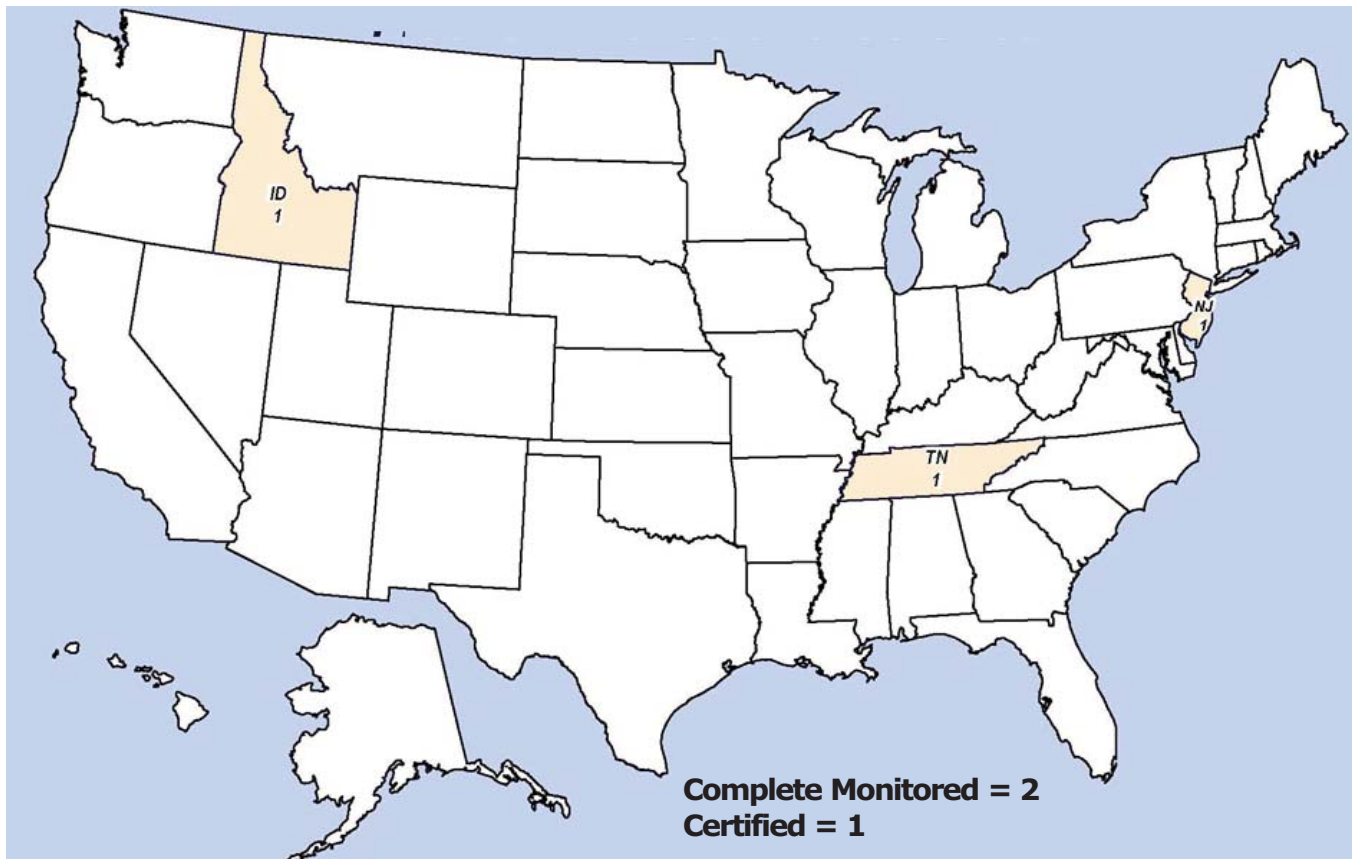 ID
1
NJ
1
TN
1
Complete Monitored = 2
Certified = 1